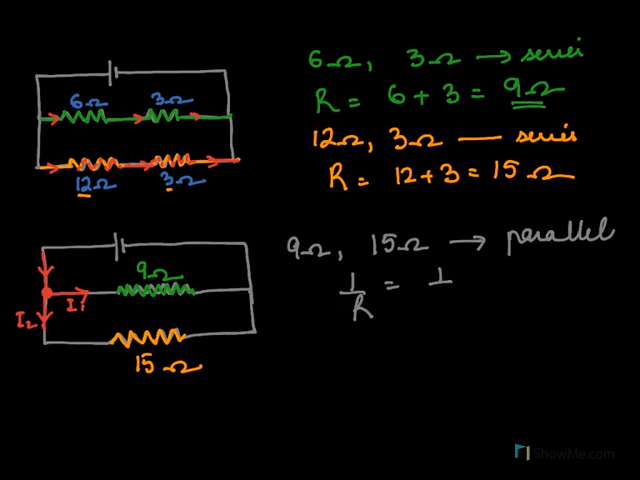 6Ω 3Ω
12Ω 3Ω
6Ω, 3Ω → series
R = 6 + 3 = 9Ω
12Ω, 3Ω — series
R = 12 + 3 = 15 Ω
9Ω
I1
I2
15 Ω
9Ω, 15Ω → parallel
1/R = 1
ShowMe.com